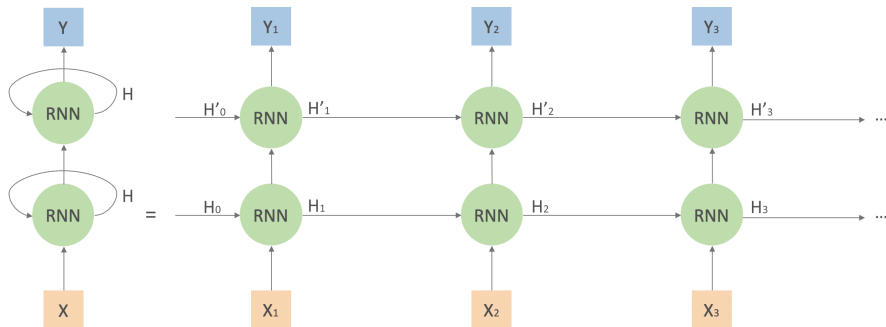 Y Y₁ Y₂ Y₃
H H'₀ H'₁ H'₂ H'₃
RNN RNN RNN RNN ...
H H₀ H₁ H₂ H₃
RNN = RNN RNN RNN ...
X X₁ X₂ X₃